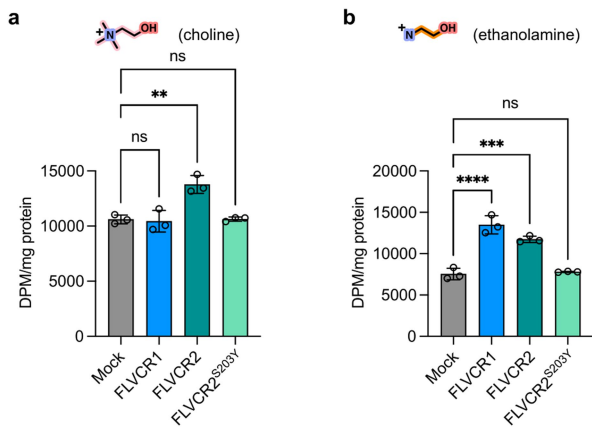 a
+
N
OH
(choline)
ns
**
ns
15000
10000
5000
0
DPM/mg protein
Mock
FLVCR1
FLVCR2
FLVCR2S203Y
b
+
N
OH
(ethanolamine)
ns
***
****
20000
15000
10000
5000
0
DPM/mg protein
Mock
FLVCR1
FLVCR2
FLVCR2S203Y